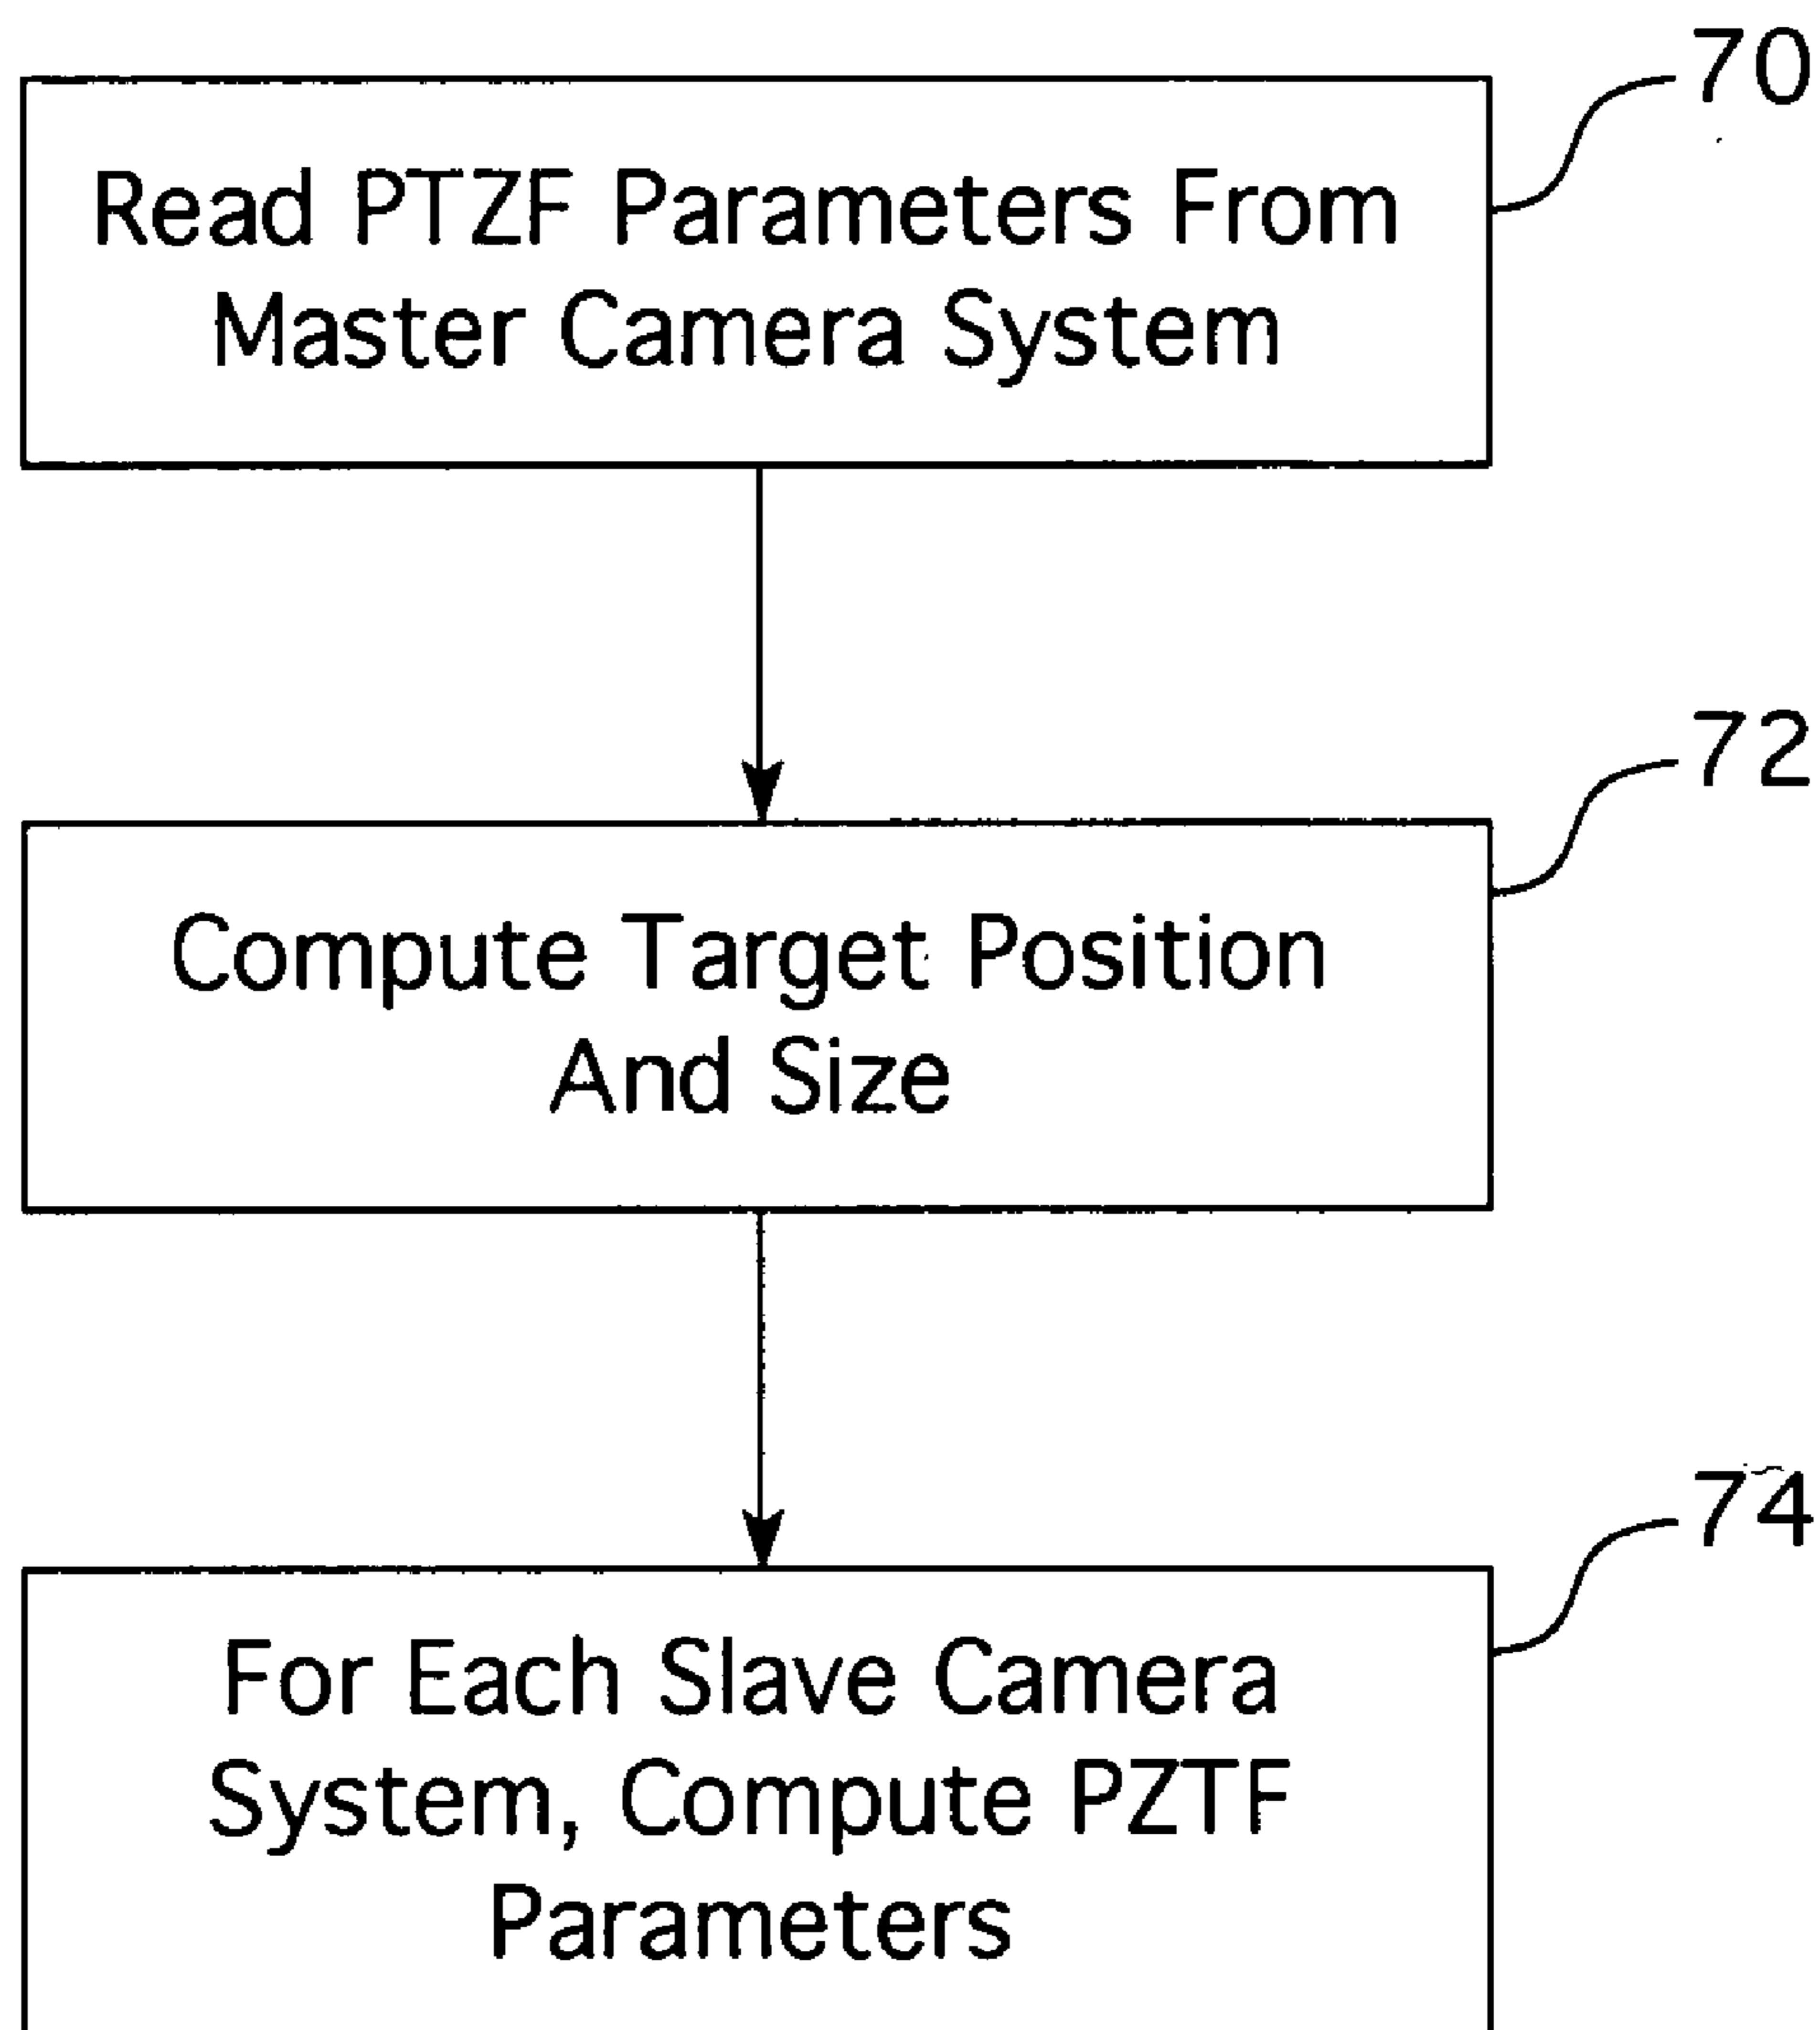 70
Read PTZF Parameters From
Master Camera System
72
Compute Target Position
And Size
74
For Each Slave Camera
System, Compute PZTF
Parameters